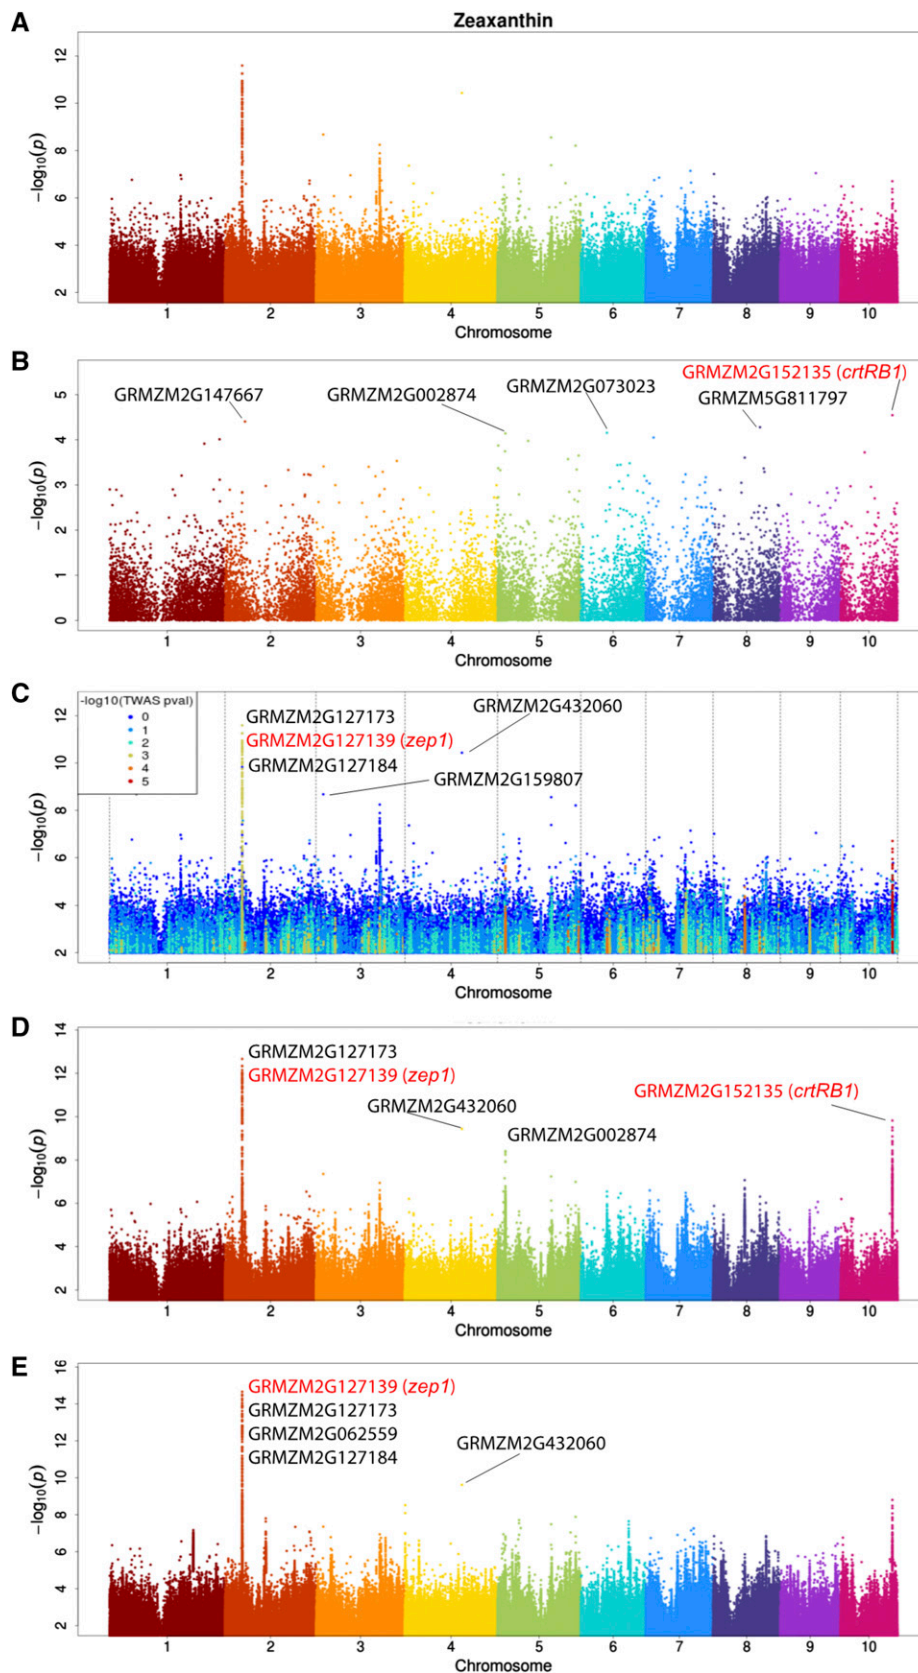 A
Zeaxanthin
12
10
8
6
4
2
−log10(p)
1 2 3 4 5 6 7 8 9 10
Chromosome
B
GRMZM2G152135 (crtRB1)
GRMZM2G073023
GRMZM2G147667
GRMZM2G002874
GRMZM5G811797
5
4
3
2
1
0
−log10(p)
1 2 3 4 5 6 7 8 9 10
Chromosome
C
-log10(TWAS pval)
0
1
2
3
4
5
GRMZM2G432060
GRMZM2G127173
GRMZM2G127139 (zep1)
GRMZM2G127184
GRMZM2G159807
12
10
8
6
4
2
−log10(p)
1 2 3 4 5 6 7 8 9 10
Chromosome
D
GRMZM2G127173
GRMZM2G127139 (zep1)
GRMZM2G152135 (crtRB1)
GRMZM2G432060
GRMZM2G002874
14
12
10
8
6
4
2
−log10(p)
1 2 3 4 5 6 7 8 9 10
Chromosome
E
GRMZM2G127139 (zep1)
GRMZM2G127173
GRMZM2G062559
GRMZM2G432060
GRMZM2G127184
16
14
12
10
8
6
4
2
−log10(p)
1 2 3 4 5 6 7 8 9 10
Chromosome